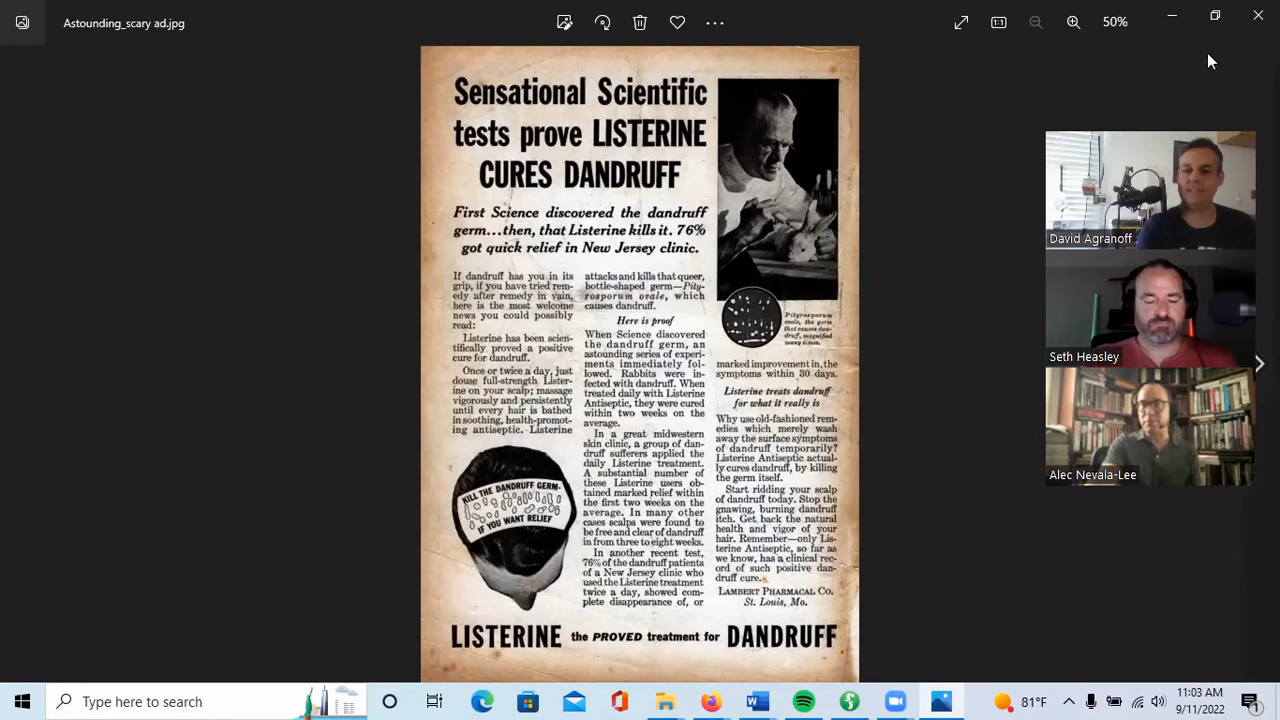 Astounding_scary ad.jpg
50%
Sensational Scientific
tests prove LISTERINE
CURES DANDRUFF
First Science discovered the dandruff
germ...then, that Listerine kills it. 76%
got quick relief in New Jersey clinic.
If dandruff has you in its
grip, if you have tried rem-
edy after remedy in vain,
here is the most welcome
news you could possibly
read:
Listerine has been scien-
tifically proved a positive
cure for dandruff.
Once or twice a day, just
douse full-strength Lister-
ine on your scalp; massage
vigorously and persistently
until every hair is bathed
in soothing, health-promot-
ing antiseptic. Listerine
KILL THE DANDRUFF GERM-
IF YOU WANT RELIEF
attacks and kills that queer,
bottle-shaped germ—Pity-
rosporum ovale, which
causes dandruff.
Here is proof
When Science discovered
the dandruff germ, an
astounding series of experi-
ments immediately fol-
lowed. Rabbits were in-
fected with dandruff. When
treated daily with Listerine
Antiseptic, they were cured
within two weeks on the
average.
In a great midwestern
skin clinic, a group of dan-
druff sufferers applied the
daily Listerine treatment.
A substantial number of
these Listerine users ob-
tained marked relief within
the first two weeks on the
average. In many other
cases scalps were found to
be free and clear of dandruff
in from three to eight weeks.
In another recent test,
76% of the dandruff patients
of a New Jersey clinic who
used the Listerine treatment
twice a day, showed com-
plete disappearance of, or
Pityrosporum
ovale, the germ
that causes dan-
druff, magnified
many times.
marked improvement in, the
symptoms within 30 days.
Listerine treats dandruff
for what it really is
Why use old-fashioned rem-
edies which merely wash
away the surface symptoms
of dandruff temporarily?
Listerine Antiseptic actual-
ly cures dandruff, by killing
the germ itself.
Start ridding your scalp
of dandruff today. Stop the
gnawing, burning dandruff
itch. Get back the natural
health and vigor of your
hair. Remember—only Lis-
terine Antiseptic, so far as
we know, has a clinical rec-
ord of such positive dan-
druff cure.
LAMBERT PHARMACAL CO.
St. Louis, Mo.
LISTERINE the PROVED treatment for DANDRUFF
David Agranoff
Seth Heasley
Alec Nevala-Lee
Type here to search
81°F
11:03 AM
9/11/2022